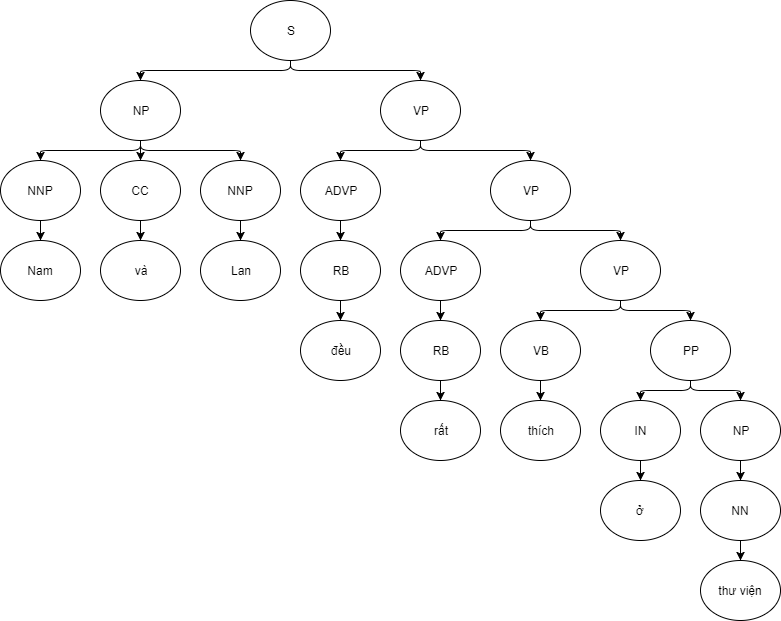 S
NP VP
NNP CC NNP ADVP VP
Nam và Lan RB ADVP VP
đều RB VB PP
rất thích IN NP
ở NN
thư viện